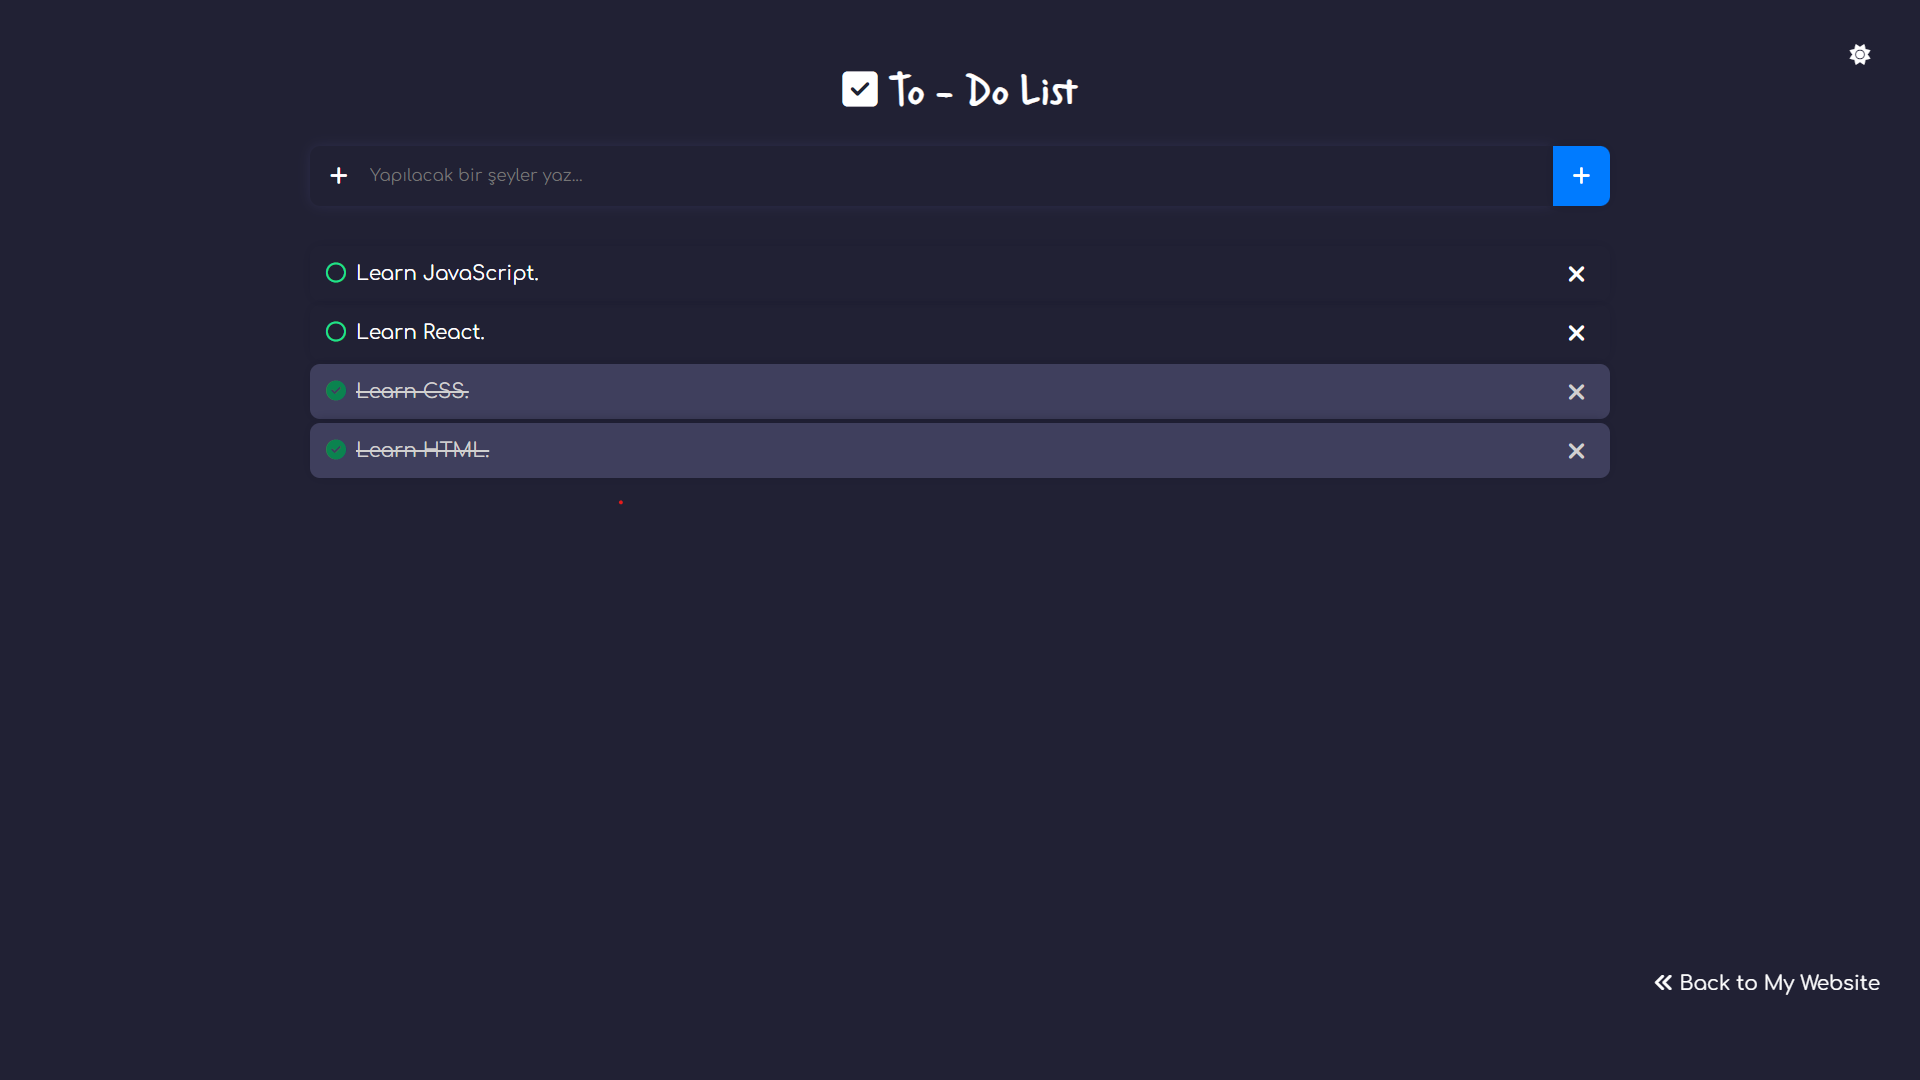 To - Do List
Yapılacak bir şeyler yaz...
Learn JavaScript.
Learn React.
Learn CSS.
Learn HTML.
Back to My Website